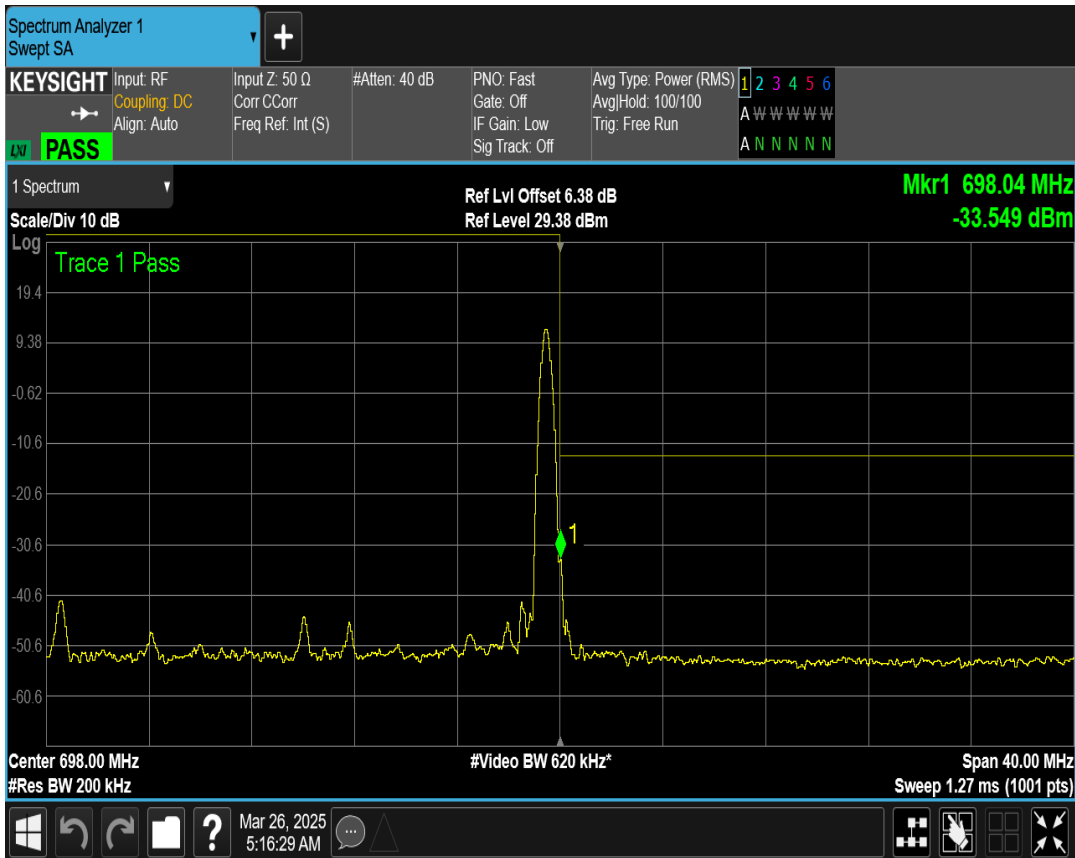 Spectrum Analyzer 1
Swept SA
+
KEYSIGHT
LXI PASS
Input: RF
Coupling: DC
Align: Auto
Input Z: 50 Ω
Corr CCorr
Freq Ref: Int (S)
#Atten: 40 dB
PNO: Fast
Gate: Off
IF Gain: Low
Sig Track: Off
Avg Type: Power (RMS)
Avg|Hold: 100/100
Trig: Free Run
1 2 3 4 5 6
A W W W W W
A N N N N N
1 Spectrum
Scale/Div 10 dB
Ref Lvl Offset 6.38 dB
Ref Level 29.38 dBm
Mkr1 698.04 MHz
-33.549 dBm
Log
Trace 1 Pass
19.4
9.38
-0.62
-10.6
-20.6
-30.6
-40.6
-50.6
-60.6
1
Center 698.00 MHz
#Res BW 200 kHz
#Video BW 620 kHz*
Span 40.00 MHz
Sweep 1.27 ms (1001 pts)
?
Mar 26, 2025
5:16:29 AM